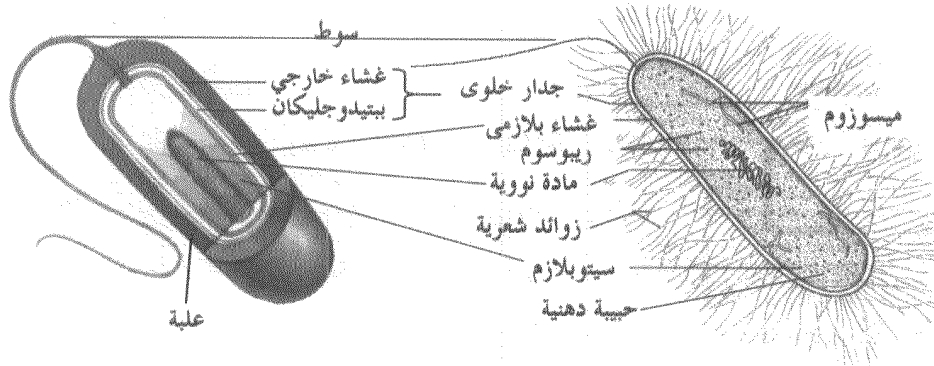 سوط
غشاء خارجي
جدار خلوى
ببتيدوجليكان
ميسوزوم
غشاء بلازمى
ريبوسوم
مادة نووية
زوائد شعرية
سيتوبلازم
حبيبة دهنية
علبة